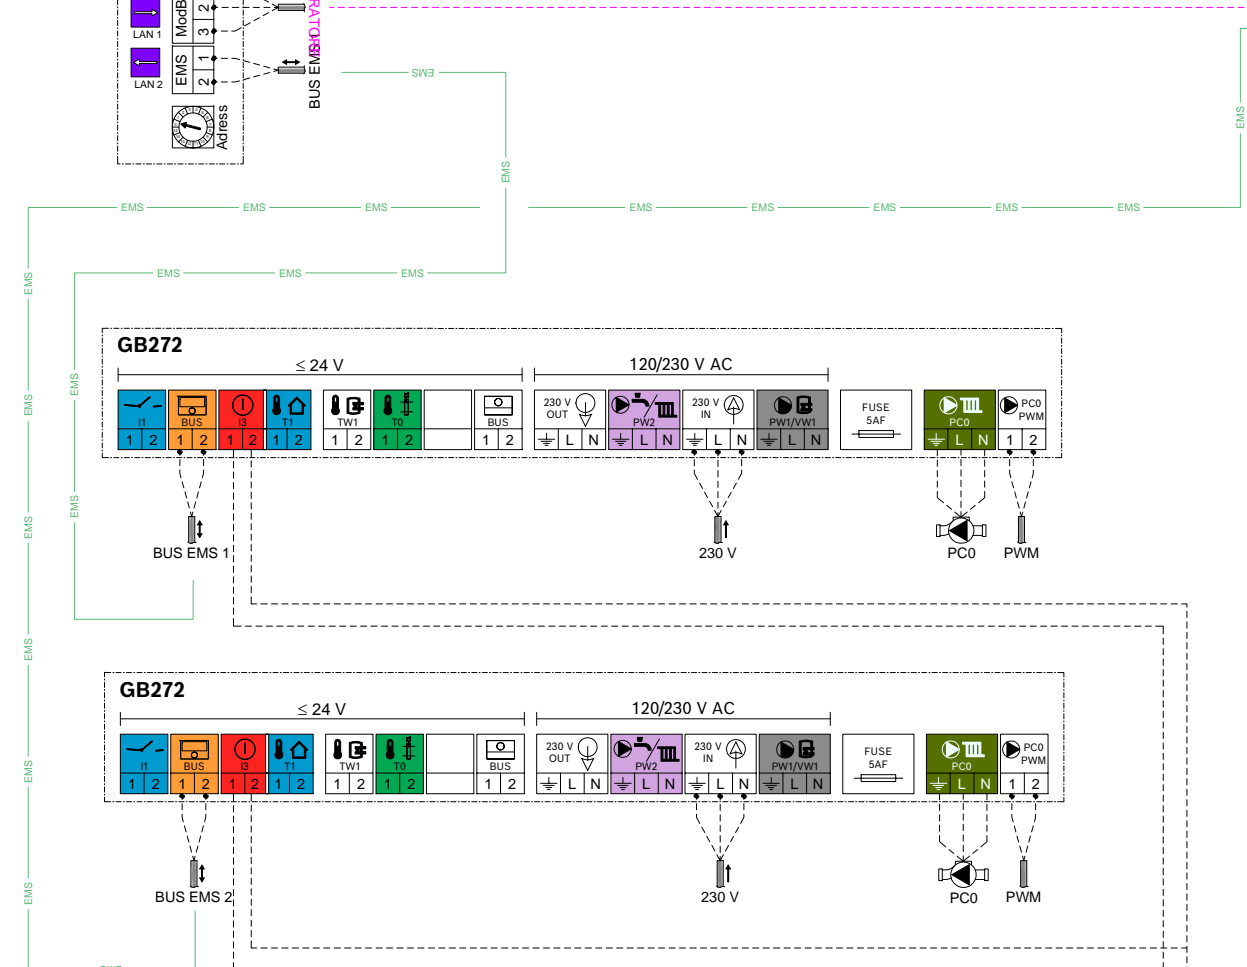 LAN 1
ModB
2
3
RATOR
LAN 2
EMS
1
2
BUS EMS 1
Adress
EMS
EMS
EMS
EMS EMS EMS EMS EMS EMS EMS EMS
EMS EMS EMS
EMS
EMS
EMS
EMS
EMS
EMS
EMS
EMS
EMS
GB272
≤ 24 V
120/230 V AC
I1 BUS I3 T1 TW1 T0 BUS
1 2 1 2 1 2 1 2 1 2 1 2 1 2
230 V OUT
L N
PW2
L N
230 V IN
L N
PW1/VW1
L N
FUSE
5AF
PC0
L N
PC0
PWM
1 2
BUS EMS 1
230 V
PC0
PWM
GB272
≤ 24 V
120/230 V AC
I1 BUS I3 T1 TW1 T0 BUS
1 2 1 2 1 2 1 2 1 2 1 2 1 2
230 V OUT
L N
PW2
L N
230 V IN
L N
PW1/VW1
L N
FUSE
5AF
PC0
L N
PC0
PWM
1 2
BUS EMS 2
230 V
PC0
PWM